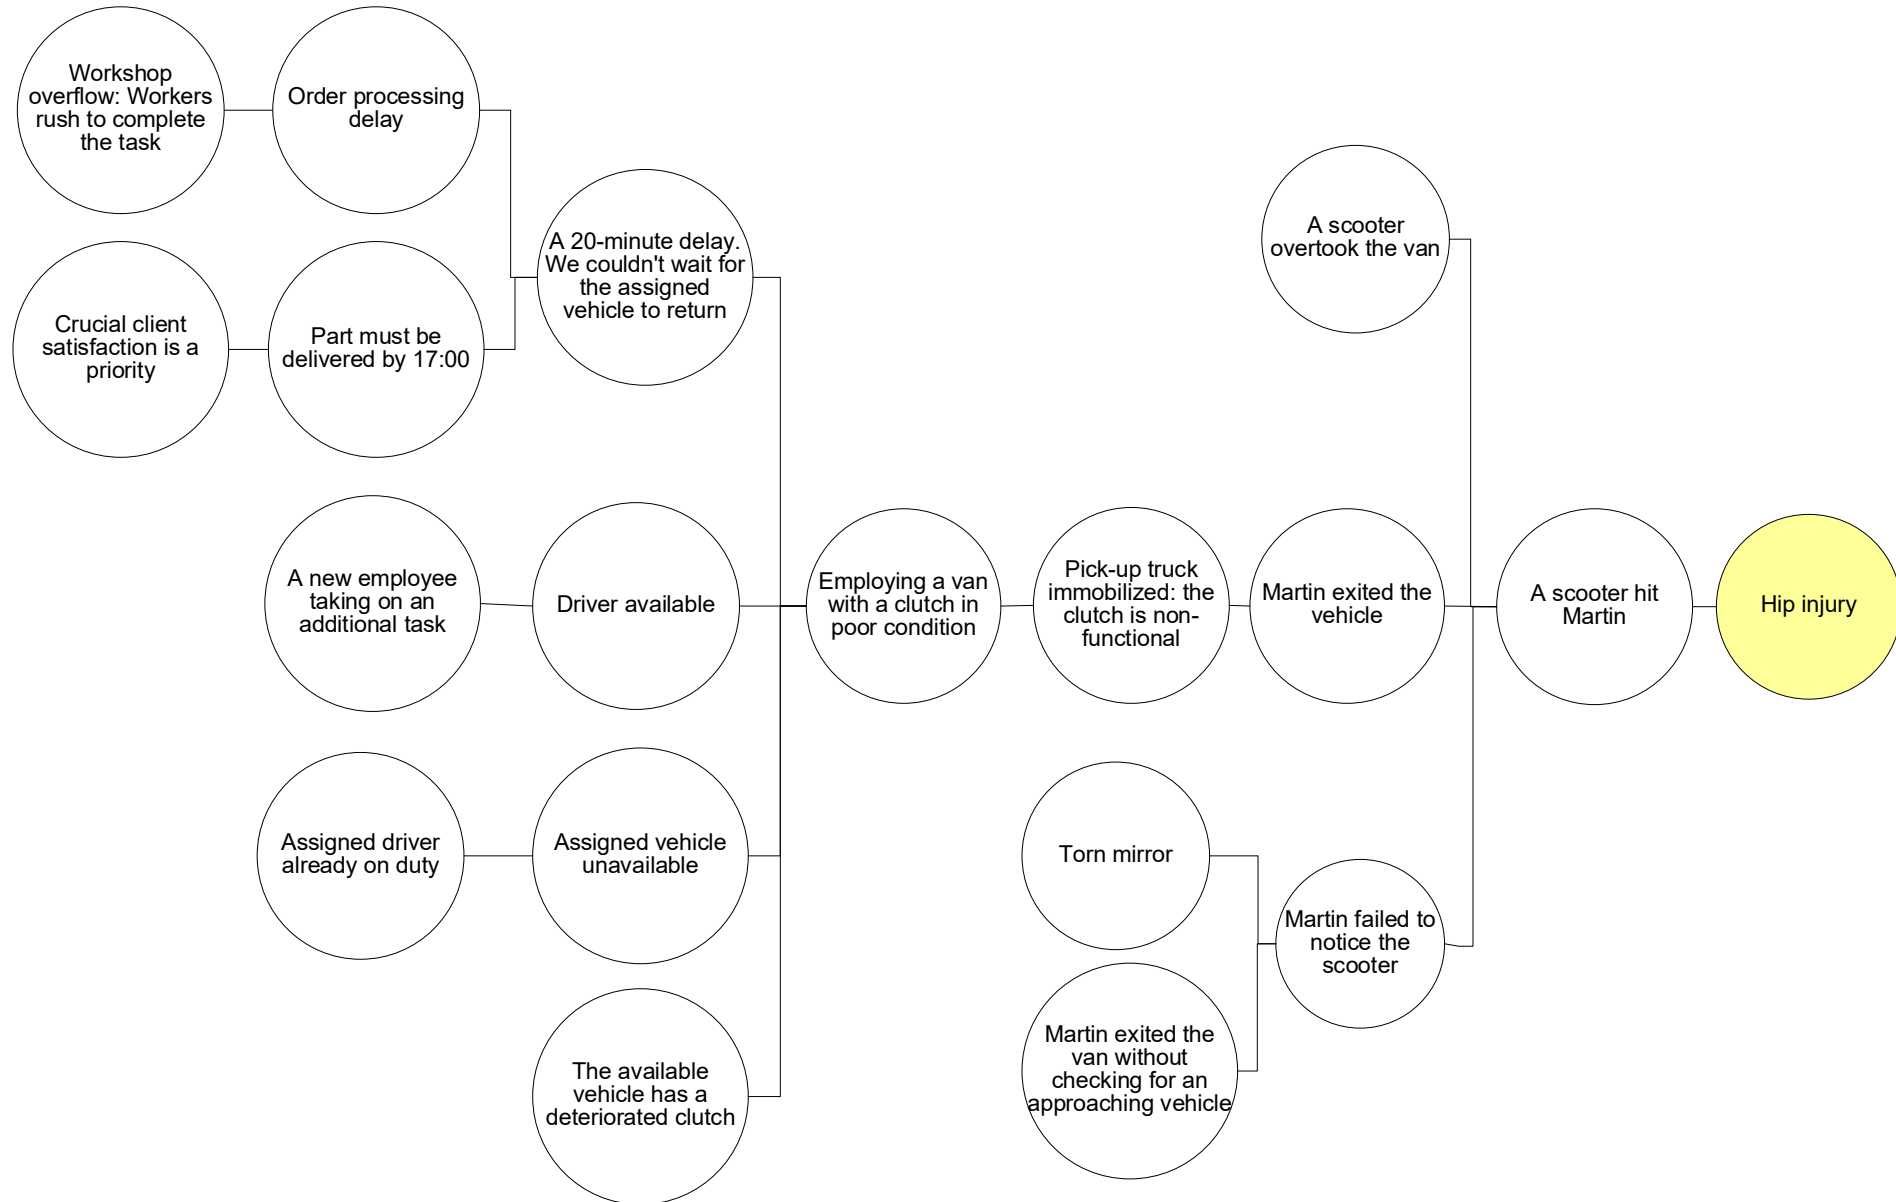 Workshop
overflow: Workers
rush to complete
the task
Order processing
delay
Crucial client
satisfaction is a
priority
Part must be
delivered by 17:00
A 20-minute delay.
We couldn't wait for
the assigned
vehicle to return
A new employee
taking on an
additional task
Driver available
Assigned driver
already on duty
Assigned vehicle
unavailable
The available
vehicle has a
deteriorated clutch
Employing a van
with a clutch in
poor condition
Pick-up truck
immobilized: the
clutch is non-
functional
Martin exited the
vehicle
A scooter
overtook the van
Torn mirror
Martin exited the
van without
checking for an
approaching vehicle
Martin failed to
notice the
scooter
A scooter hit
Martin
Hip injury